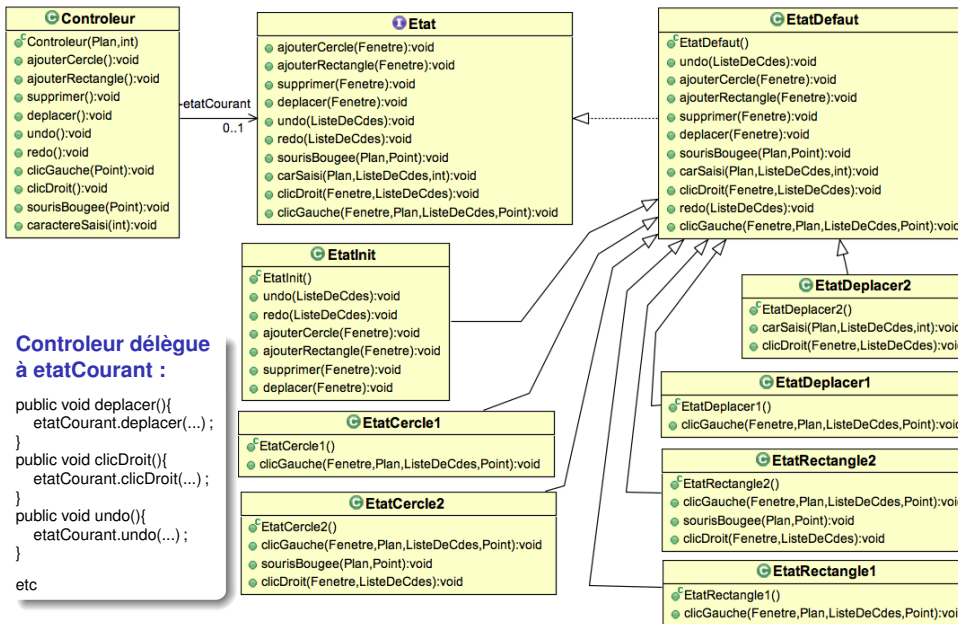 Controleur
Controleur(Plan,int)
ajouterCercle():void
ajouterRectangle():void
supprimer():void
deplacer():void
undo():void
redo():void
clicGauche(Point):void
clicDroit():void
sourisBougee(Point):void
caractereSaisi(int):void
-etatCourant
0..1
Etat
ajouterCercle(Fenetre):void
ajouterRectangle(Fenetre):void
supprimer(Fenetre):void
deplacer(Fenetre):void
undo(ListeDeCdes):void
redo(ListeDeCdes):void
sourisBougee(Plan,Point):void
carSaisi(Plan,ListeDeCdes,int):void
clicDroit(Fenetre,ListeDeCdes):void
clicGauche(Fenetre,Plan,ListeDeCdes,Point):void
EtatDefaut
EtatDefaut()
undo(ListeDeCdes):void
ajouterCercle(Fenetre):void
ajouterRectangle(Fenetre):void
supprimer(Fenetre):void
deplacer(Fenetre):void
sourisBougee(Plan,Point):void
carSaisi(Plan,ListeDeCdes,int):void
clicDroit(Fenetre,ListeDeCdes):void
redo(ListeDeCdes):void
clicGauche(Fenetre,Plan,ListeDeCdes,Point):void
EtatInit
EtatInit()
undo(ListeDeCdes):void
redo(ListeDeCdes):void
ajouterCercle(Fenetre):void
ajouterRectangle(Fenetre):void
supprimer(Fenetre):void
deplacer(Fenetre):void
EtatDeplacer2
EtatDeplacer2()
carSaisi(Plan,ListeDeCdes,int):void
clicDroit(Fenetre,ListeDeCdes):void
Controleur délègue
à etatCourant :
public void deplacer(){
etatCourant.deplacer(...) ;
}
public void clicDroit(){
etatCourant.clicDroit(...) ;
}
public void undo(){
etatCourant.undo(...) ;
}
etc
EtatCercle1
EtatCercle1()
clicGauche(Fenetre,Plan,ListeDeCdes,Point):void
EtatCercle2
EtatCercle2()
clicGauche(Fenetre,Plan,ListeDeCdes,Point):void
sourisBougee(Plan,Point):void
clicDroit(Fenetre,ListeDeCdes):void
EtatDeplacer1
EtatDeplacer1()
clicGauche(Fenetre,Plan,ListeDeCdes,Point):void
EtatRectangle2
EtatRectangle2()
clicGauche(Fenetre,Plan,ListeDeCdes,Point):void
sourisBougee(Plan,Point):void
clicDroit(Fenetre,ListeDeCdes):void
EtatRectangle1
EtatRectangle1()
clicGauche(Fenetre,Plan,ListeDeCdes,Point):void